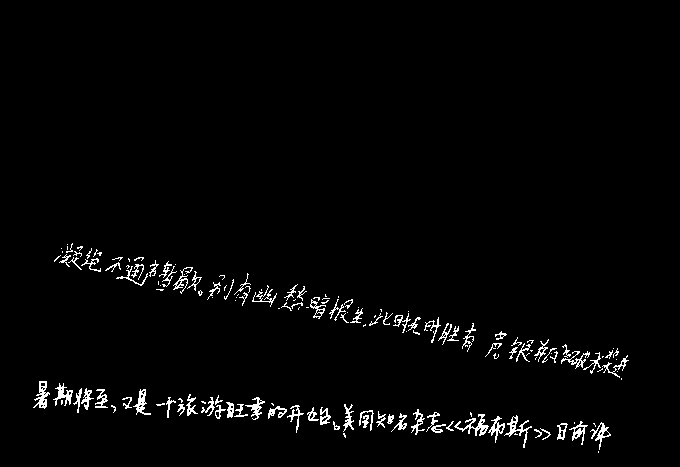 凝绝不通声暂歇。别有幽愁暗恨生,此时无声胜有声。银瓶乍破水浆迸
暑期将至,又是一个旅游旺季的开始。美国知名杂志《福布斯》日前评